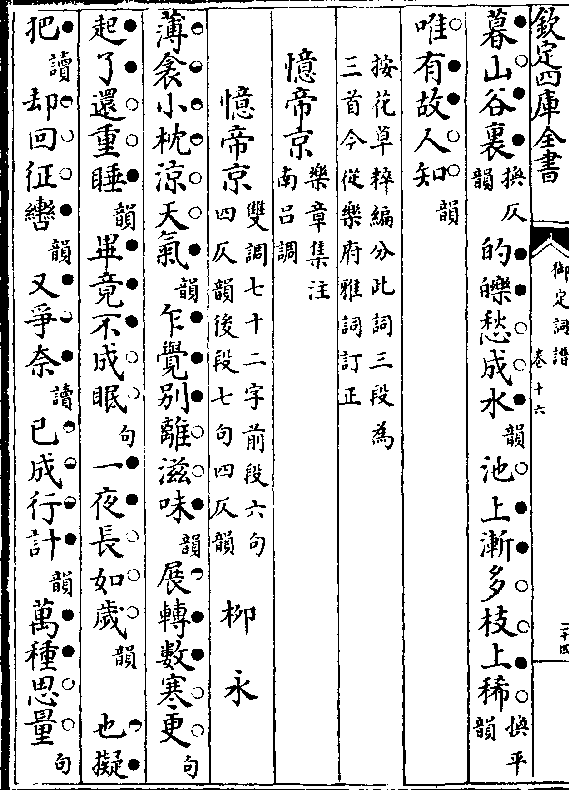 欽定四庫全書
御定詞譜
卷十六
二十四
暮山谷裏換仄韻的皪愁成水韻池上漸多枝上稀換平韻
唯有故人知韻
按花草粹編分此詞三段為
三首今從樂府雅詞訂正
憶帝京樂章集注南呂調
憶帝京雙調七十二字前段六句四仄韻後段七句四仄韻 柳永
薄衾小枕涼天氣韻乍覺別離滋味韻展轉數寒更句
起了還重睡韻畢竟不成眠句一夜長如歲韻 也擬
把讀却回征轡韻又爭奈讀已成行計韻萬種思量句